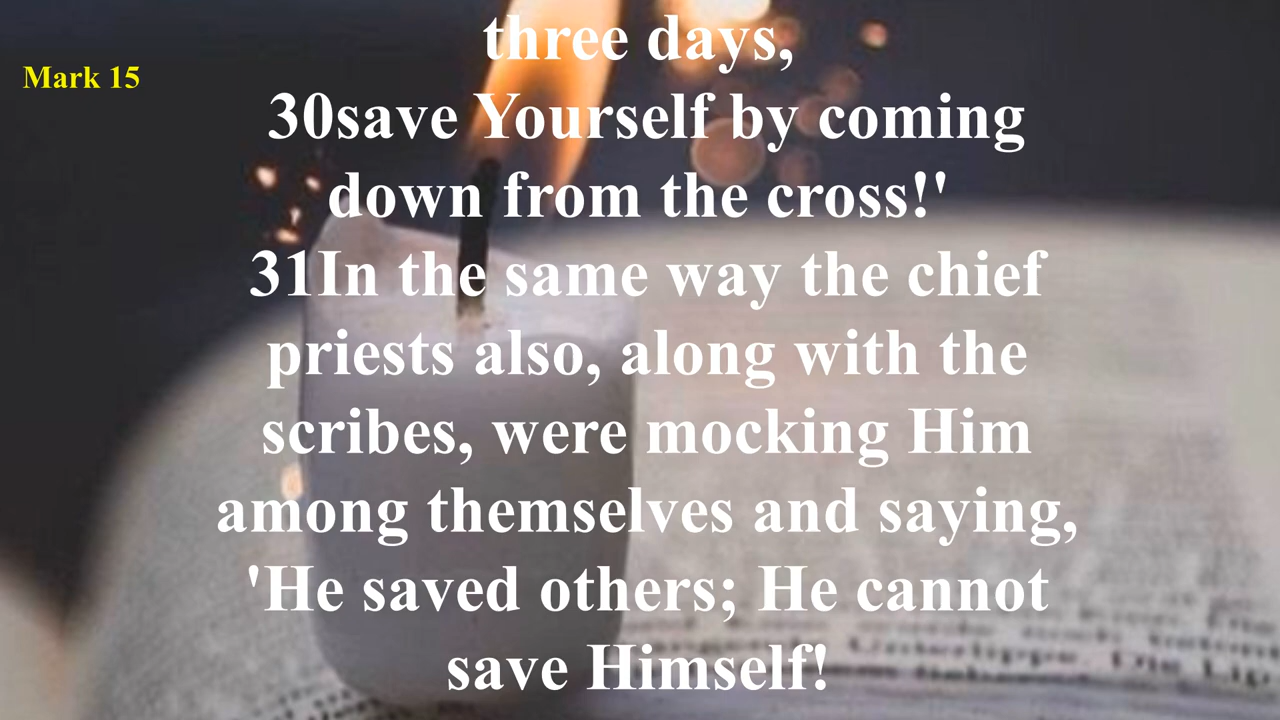 three days,
Mark 15
30save Yourself by coming
down from the cross!'
31In the same way the chief
priests also, along with the
scribes, were mocking Him
among themselves and saying,
'He saved others; He cannot
save Himself!